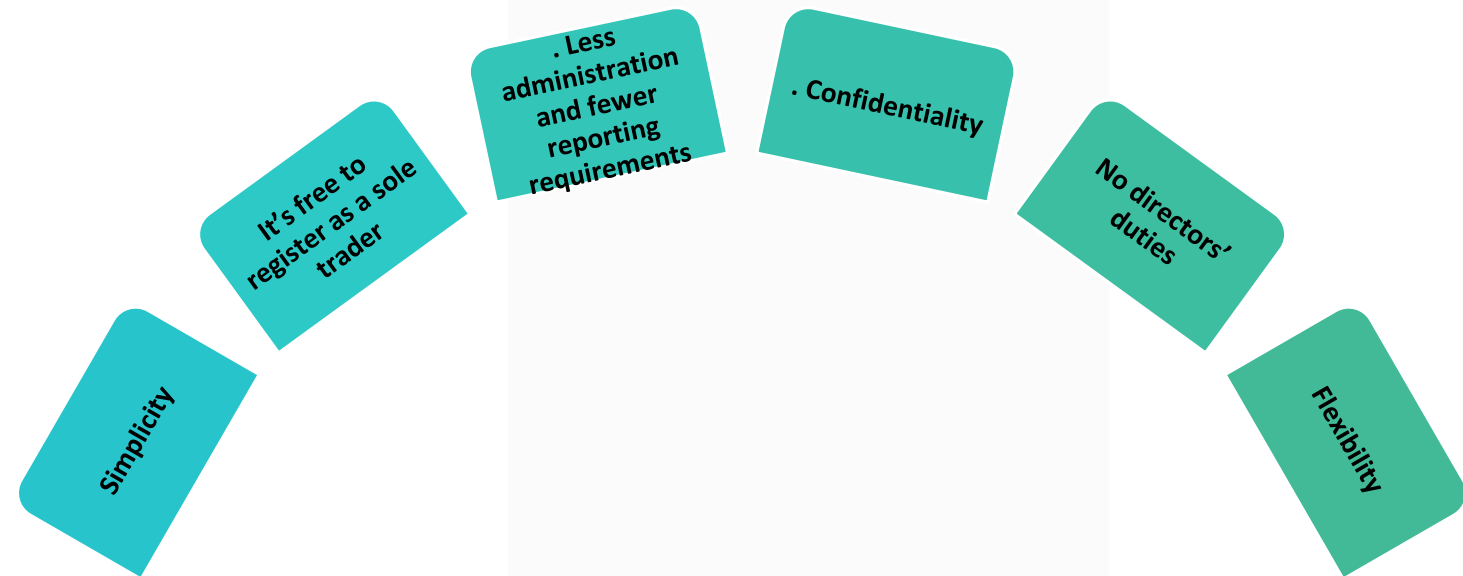 Simplicity
It’s free to
register as a sole
trader
. Less
administration
and fewer
reporting
requirements
. Confidentiality
No directors’
duties
Flexibility